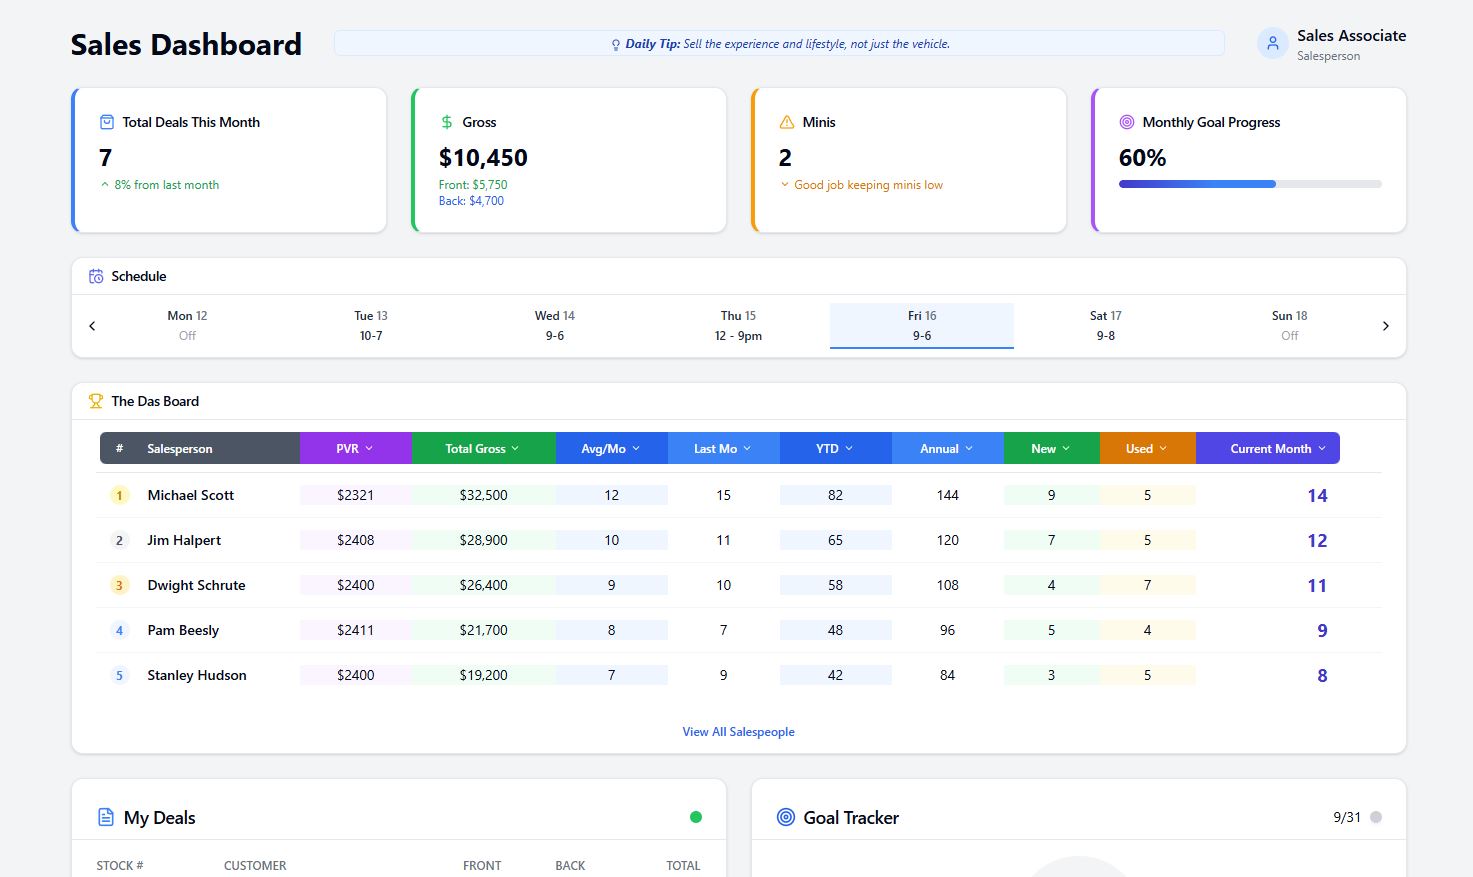 Sales Dashboard
Daily Tip: Sell the experience and lifestyle, not just the vehicle.
Sales Associate
Salesperson
Total Deals This Month
7
8% from last month
Gross
$10,450
Front: $5,750
Back: $4,700
Minis
2
Good job keeping minis low
Monthly Goal Progress
60%
Schedule
Mon 12 Tue 13 Wed 14 Thu 15 Fri 16 Sat 17 Sun 18
Off 10-7 9-6 12 - 9pm 9-6 9-8 Off
The Das Board
# Salesperson PVR Total Gross Avg/Mo Last Mo YTD Annual New Used Current Month
1 Michael Scott $2321 $32,500 12 15 82 144 9 5 14
2 Jim Halpert $2408 $28,900 10 11 65 120 7 5 12
3 Dwight Schrute $2400 $26,400 9 10 58 108 4 7 11
4 Pam Beesly $2411 $21,700 8 7 48 96 5 4 9
5 Stanley Hudson $2400 $19,200 7 9 42 84 3 5 8
View All Salespeople
My Deals
STOCK # CUSTOMER FRONT BACK TOTAL
Goal Tracker
9/31